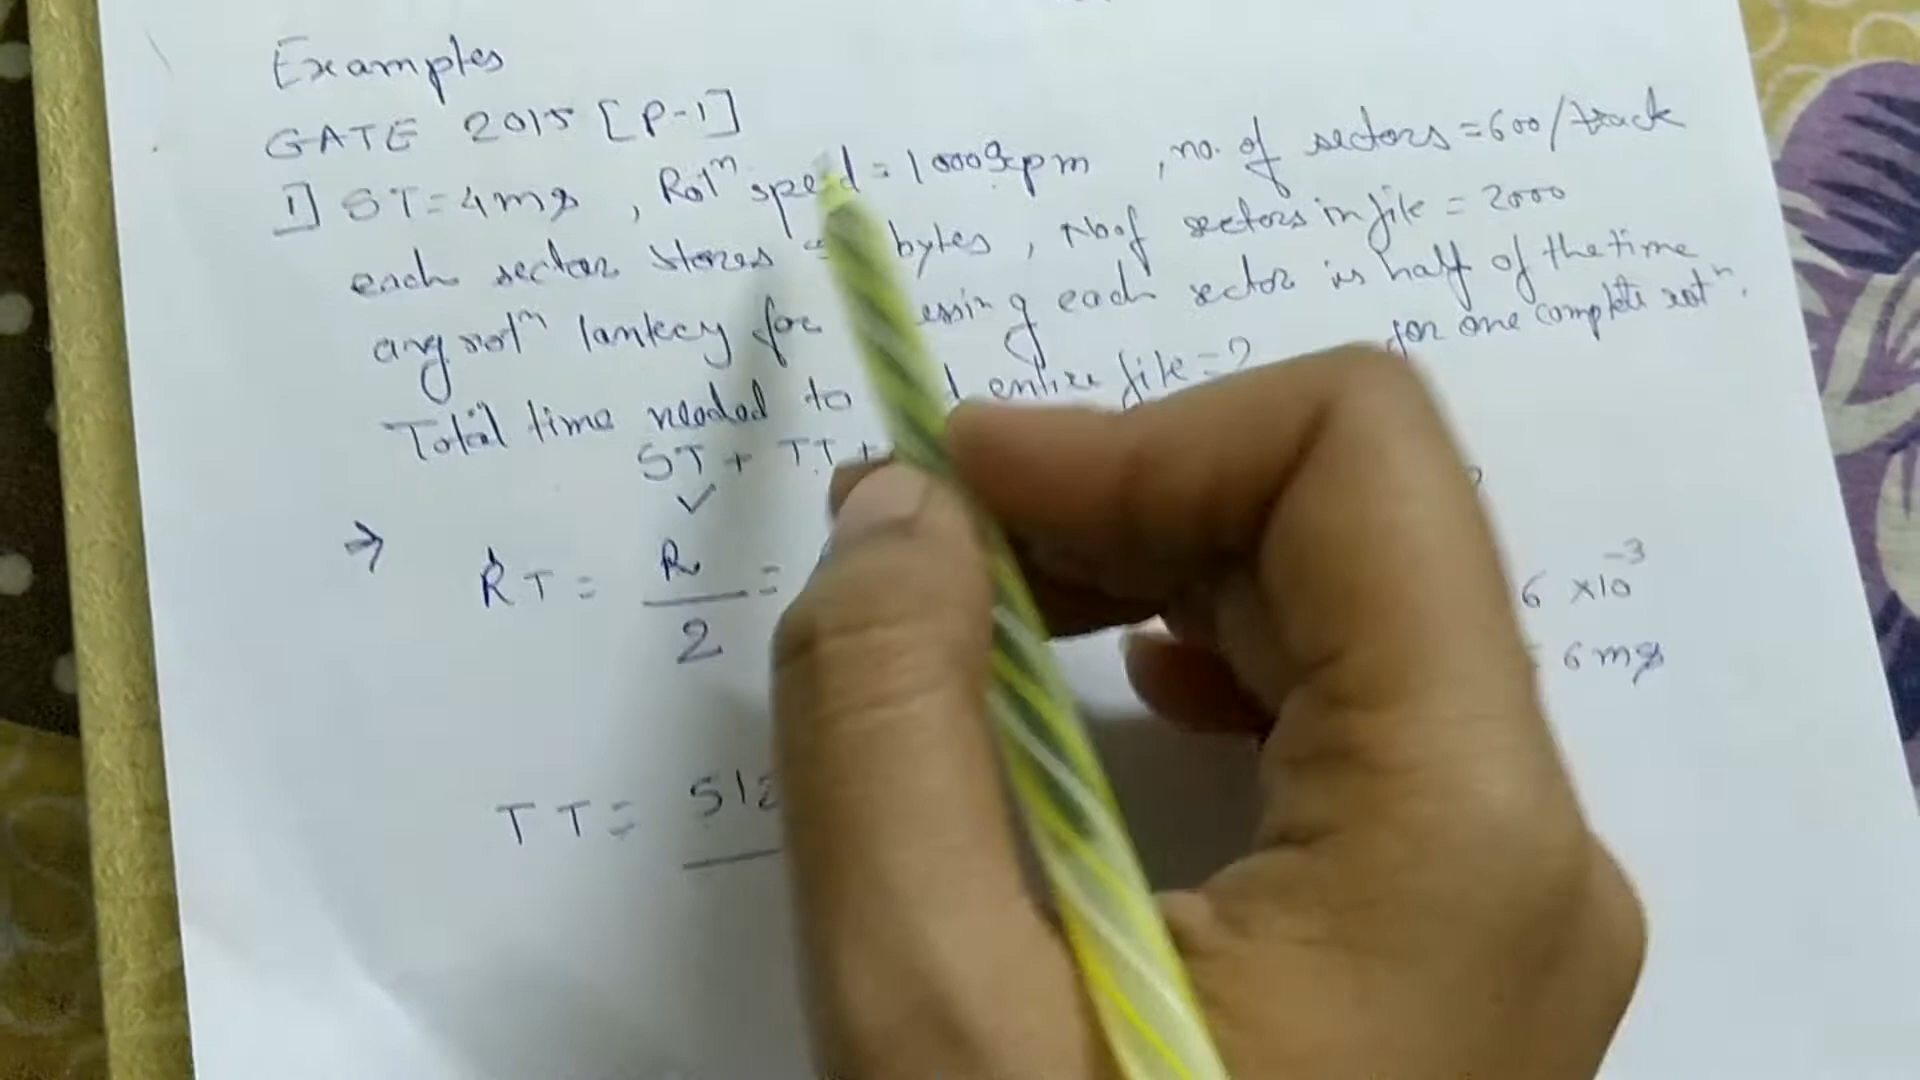 Examples
GATE 2015 [P-1]
1] ST=4ms, Rotⁿ speed = 10000rpm, no. of sectors = 600/track
each sector stores bytes, No of sectors in file = 2000
avg rotⁿ for each sector is half of the time
for one complete rotⁿ.
Total time needed to entire file = ?
ST + TT +
→ RT = R/2 =
6 × 10⁻³
6 ms
TT = 512